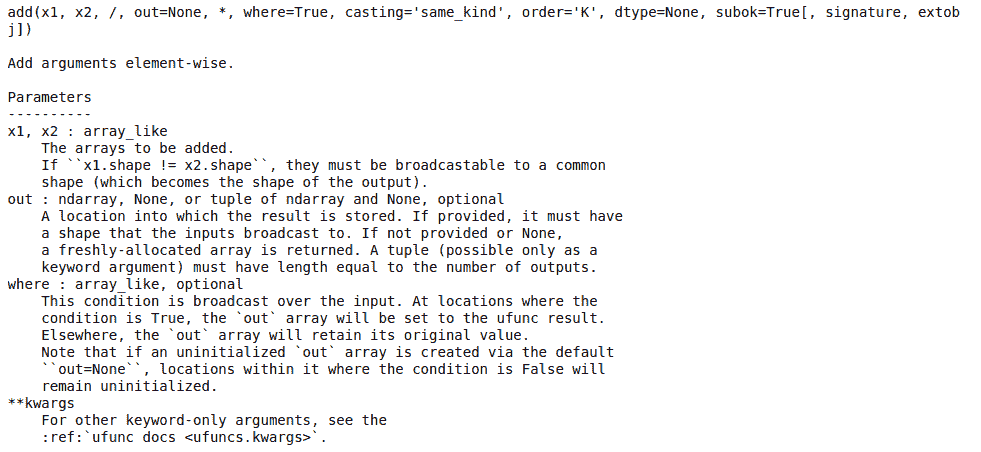 add(x1, x2, /, out=None, *, where=True, casting='same_kind', order='K', dtype=None, subok=True[, signature, extob
j])
Add arguments element-wise.
Parameters
----------
x1, x2 : array_like
    The arrays to be added.
    If ``x1.shape != x2.shape``, they must be broadcastable to a common
    shape (which becomes the shape of the output).
out : ndarray, None, or tuple of ndarray and None, optional
    A location into which the result is stored. If provided, it must have
    a shape that the inputs broadcast to. If not provided or None,
    a freshly-allocated array is returned. A tuple (possible only as a
    keyword argument) must have length equal to the number of outputs.
where : array_like, optional
    This condition is broadcast over the input. At locations where the
    condition is True, the `out` array will be set to the ufunc result.
    Elsewhere, the `out` array will retain its original value.
    Note that if an uninitialized `out` array is created via the default
    ``out=None``, locations within it where the condition is False will
    remain uninitialized.
**kwargs
    For other keyword-only arguments, see the
    :ref:`ufunc docs <ufuncs.kwargs>`.